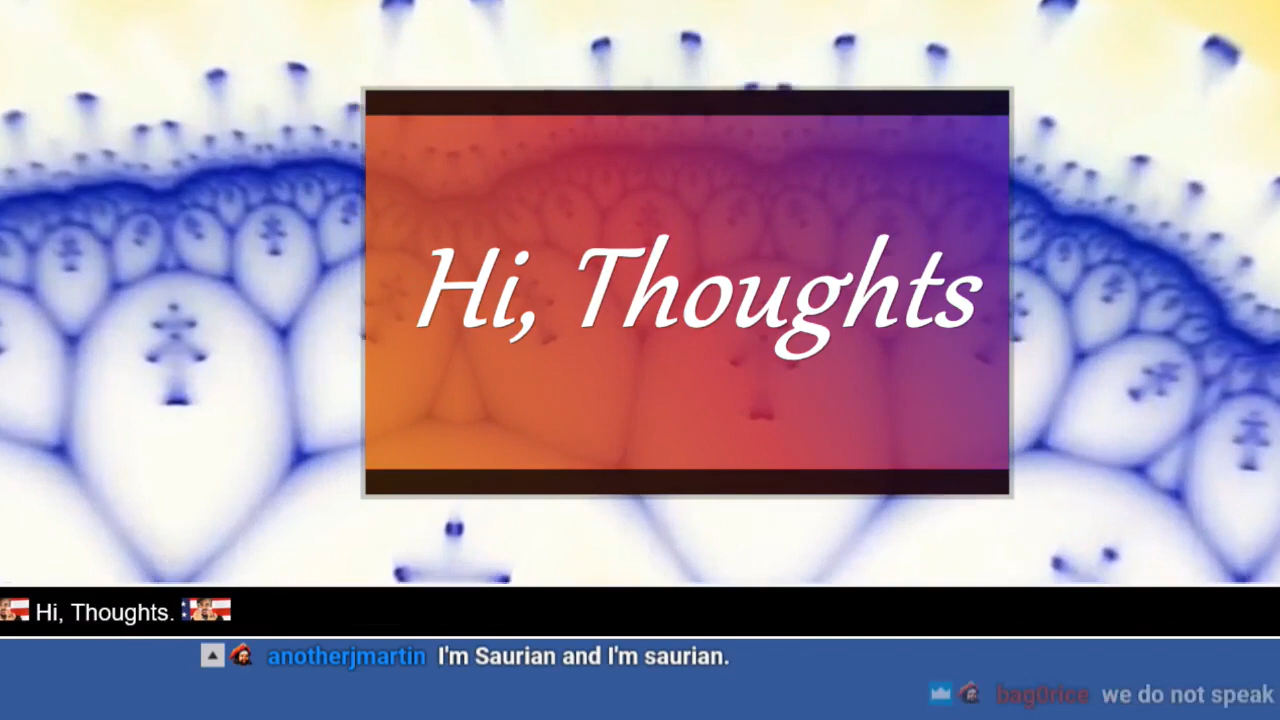 Hi, Thoughts
Hi, Thoughts.
anotherjmartin I'm Saurian and I'm saurian.
bag0rice we do not speak